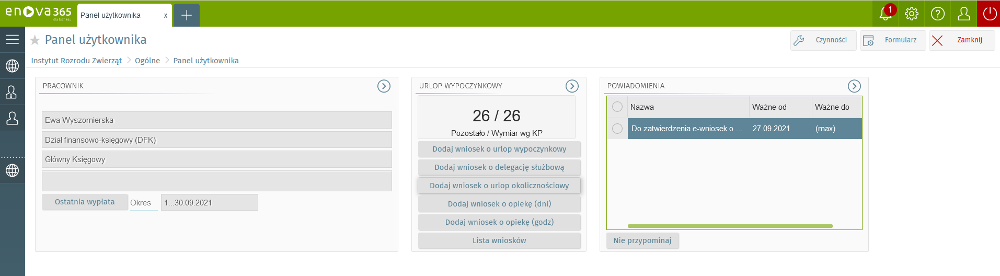 enova365
dla biznesu
Panel użytkownika x
1
Panel użytkownika
Czynności
Formularz
Zamknij
Instytut Rozrodu Zwierząt
Ogólne
Panel użytkownika
PRACOWNIK
Ewa Wyszomierska
Dział finansowo-księgowy (DFK)
Główny Księgowy
Ostatnia wypłata
Okres
1...30.09.2021
URLOP WYPOCZYNKOWY
26 / 26
Pozostało / Wymiar wg KP
Dodaj wniosek o urlop wypoczynkowy
Dodaj wniosek o delegację służbową
Dodaj wniosek o urlop okolicznościowy
Dodaj wniosek o opiekę (dni)
Dodaj wniosek o opiekę (godz)
Lista wniosków
POWIADOMIENIA
Nazwa Ważne od Ważne do
Do zatwierdzenia e-wniosek o ... 27.09.2021 (max)
Nie przypominaj